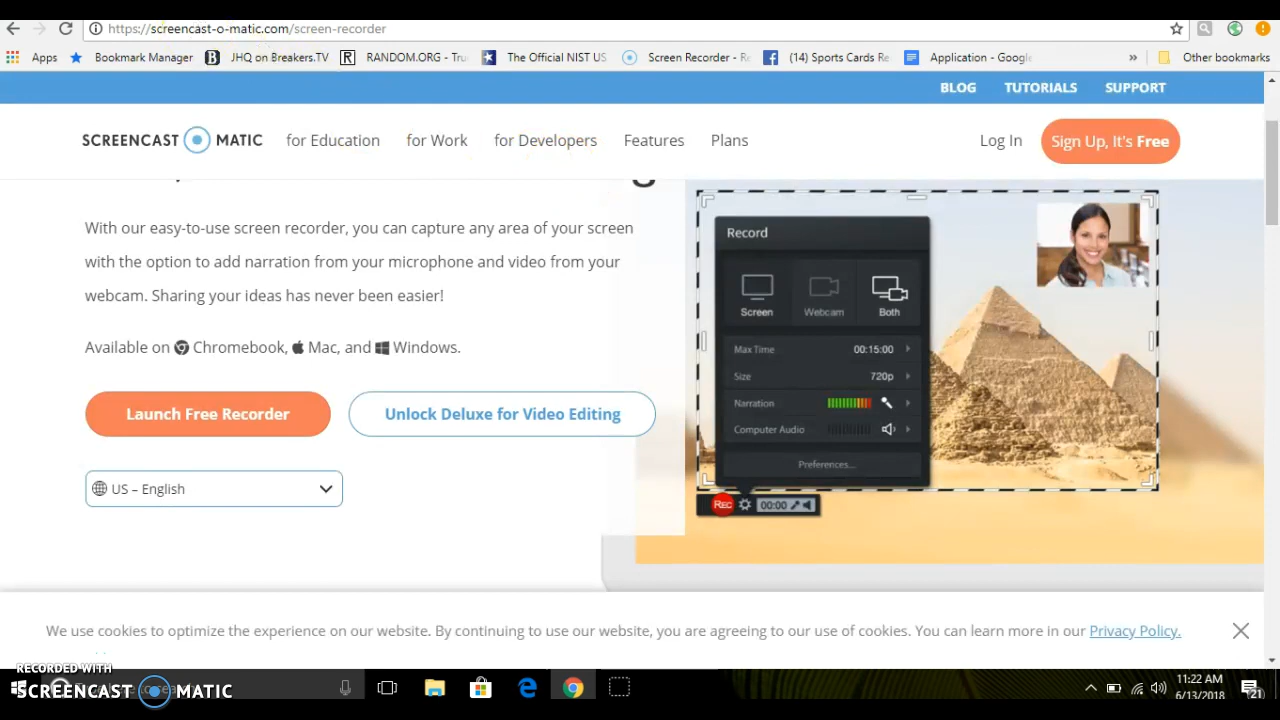 https://screencast-o-matic.com/screen-recorder
Apps Bookmark Manager JHQ on Breakers.TV RANDOM.ORG - Tru The Official NIST US Screen Recorder - Re (14) Sports Cards Re Application - Google » Other bookmarks
BLOG TUTORIALS SUPPORT
SCREENCAST MATIC for Education for Work for Developers Features Plans Log In Sign Up, It's Free
With our easy-to-use screen recorder, you can capture any area of your screen
with the option to add narration from your microphone and video from your
webcam. Sharing your ideas has never been easier!
Available on Chromebook, Mac, and Windows.
Launch Free Recorder Unlock Deluxe for Video Editing
US – English
Record
Screen Webcam Both
Max Time 00:15:00
Size 720p
Narration
Computer Audio
Preferences...
REC 00:00
We use cookies to optimize the experience on our website. By continuing to use our website, you are agreeing to our use of cookies. You can learn more in our Privacy Policy.
RECORDED WITH
SCREENCAST MATIC
11:22 AM
6/13/2018
21